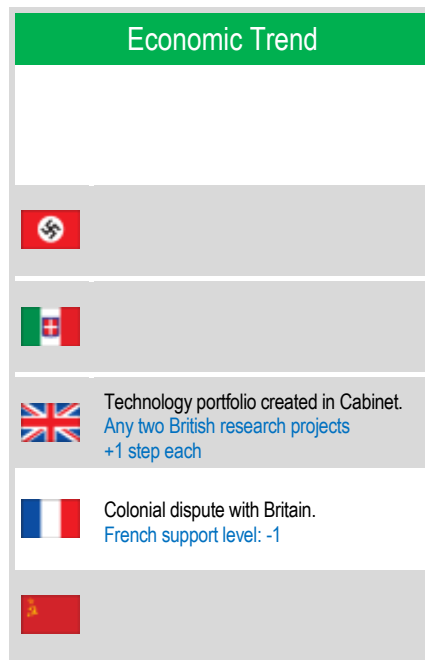 Economic Trend
Technology portfolio created in Cabinet.
Any two British research projects
+1 step each
Colonial dispute with Britain.
French support level: -1